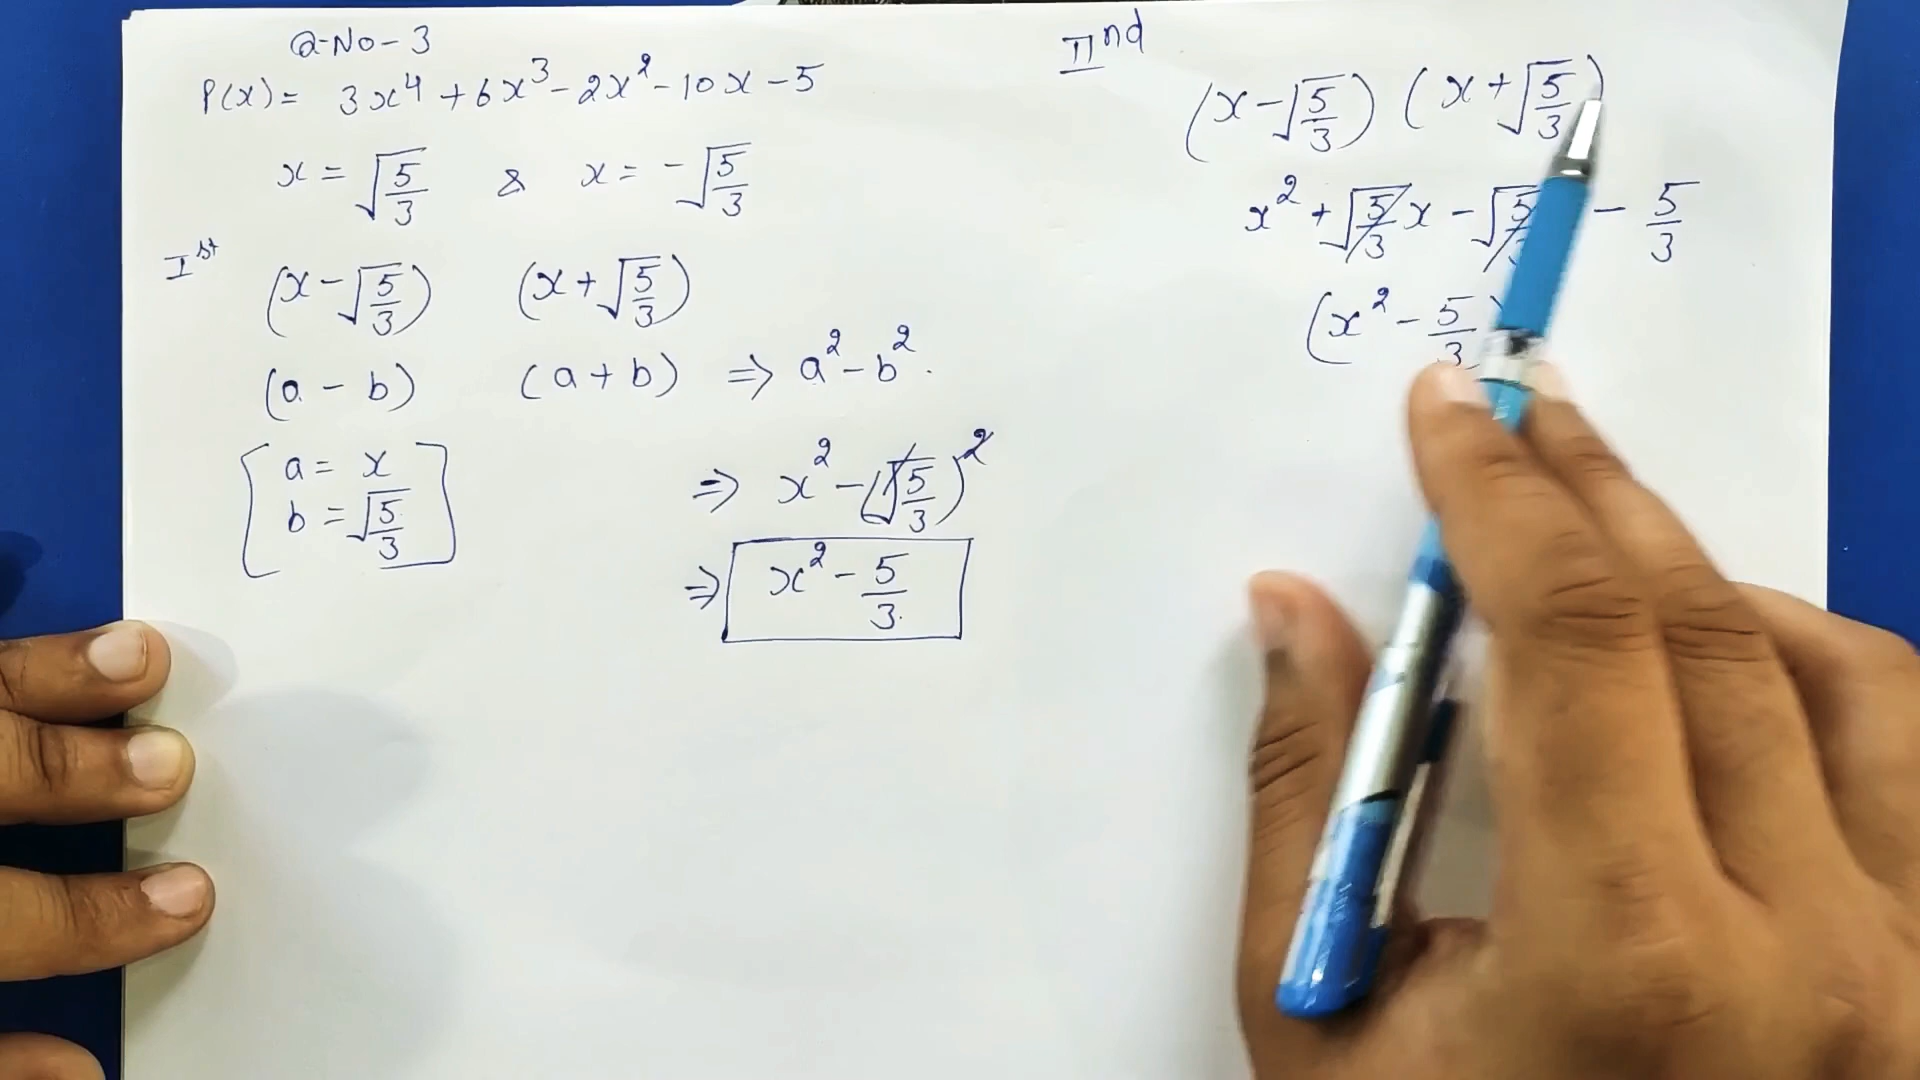 Q-No-3
P(x) = 3x⁴ + 6x³ - 2x² - 10x - 5
x = √5/3 & x = -√5/3
Ist
(x - √5/3) (x + √5/3)
(a - b) (a + b) ⇒ a² - b².
[a = x
b = √5/3]
⇒ x² - (√5/3)²
⇒ x² - 5/3
IInd
(x - √5/3) (x + √5/3)
x² + √5/3 x - √5/3 - 5/3
(x² - 5/3)